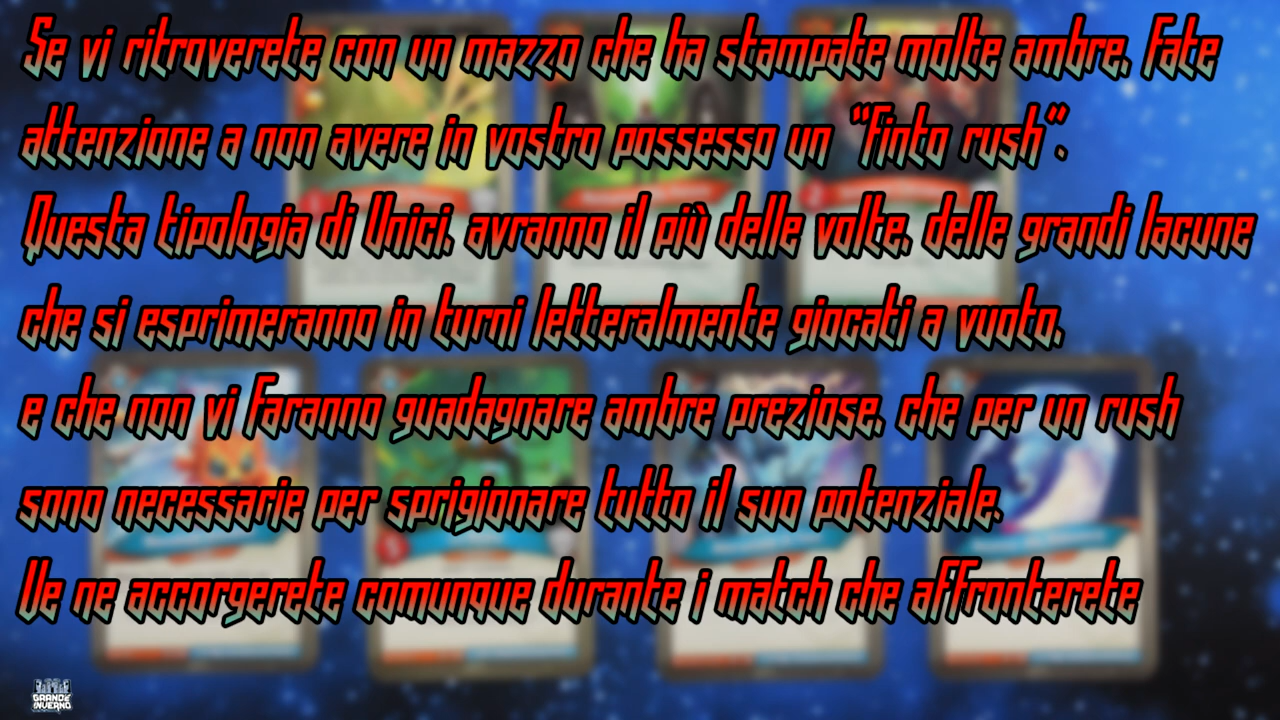 Se vi ritroverete con un mazzo che ha stampate molte ambre, fate
attenzione a non avere in vostro possesso un "finto rush".
Questa tipologia di Unici, avranno il più delle volte, delle grandi lacune
che si esprimeranno in turni letteralmente giocati a vuoto,
e che non vi faranno guadagnare ambre preziose, che per un rush
sono necessarie per sprigionare tutto il suo potenziale.
Ve ne accorgerete comunque durante i match che affronterete
GRANDE
INVERNO